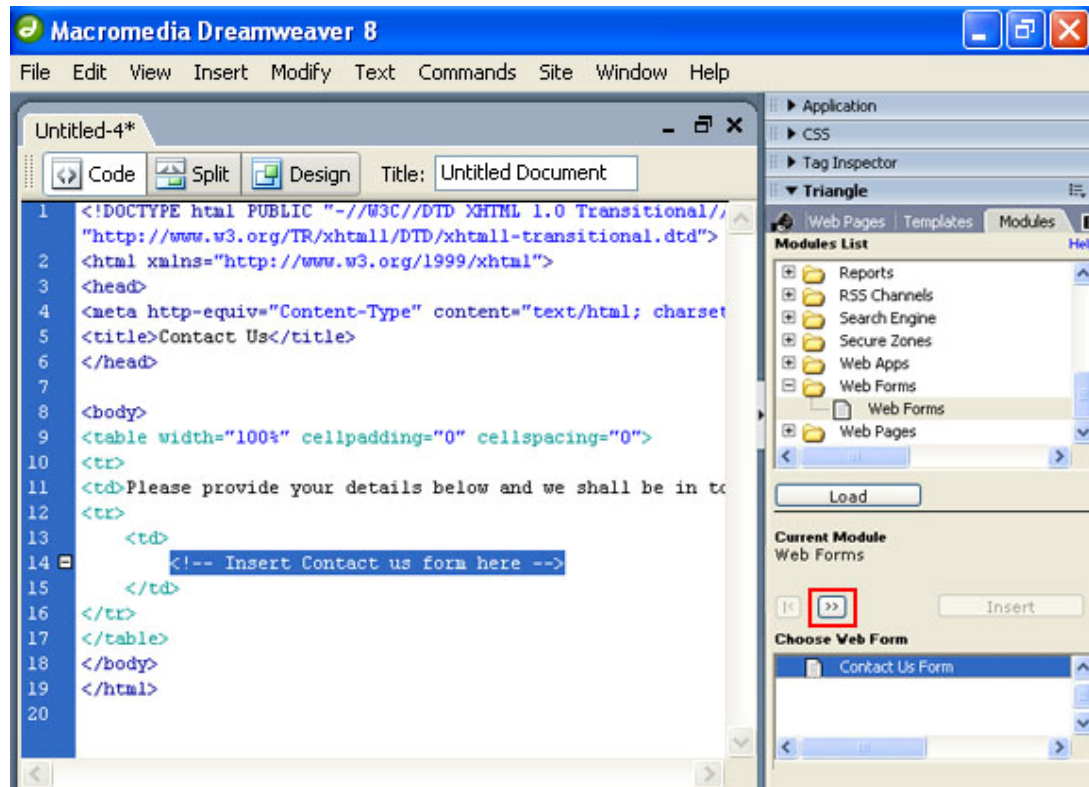 Macromedia Dreamweaver 8
File Edit View Insert Modify Text Commands Site Window Help
Untitled-4*
Code Split Design Title: Untitled Document
1 <!DOCTYPE html PUBLIC "-//W3C//DTD XHTML 1.0 Transitional//
"http://www.w3.org/TR/xhtml1/DTD/xhtml1-transitional.dtd">
2 <html xmlns="http://www.w3.org/1999/xhtml">
3 <head>
4 <meta http-equiv="Content-Type" content="text/html; charset
5 <title>Contact Us</title>
6 </head>
7
8 <body>
9 <table width="100%" cellpadding="0" cellspacing="0">
10 <tr>
11 <td>Please provide your details below and we shall be in to
12 <tr>
13 <td>
14 <!-- Insert Contact us form here -->
15 </td>
16 </tr>
17 </table>
18 </body>
19 </html>
20
Application
CSS
Tag Inspector
Triangle
Web Pages Templates Modules
Modules List Hel
Reports
RSS Channels
Search Engine
Secure Zones
Web Apps
Web Forms
Web Forms
Web Pages
Load
Current Module
Web Forms
|< >> Insert
Choose Web Form
Contact Us Form